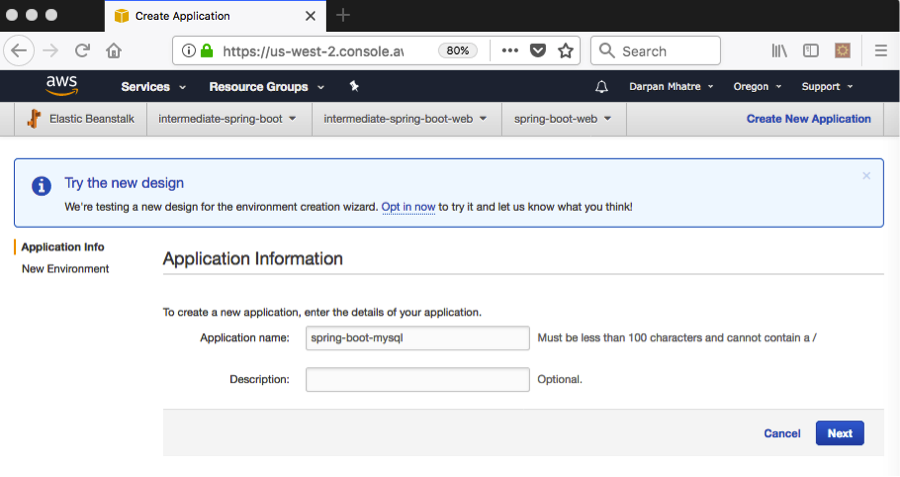 Create Application
https://us-west-2.console.av
80%
Search
aws
Services
Resource Groups
Darpan Mhatre
Oregon
Support
Elastic Beanstalk
intermediate-spring-boot
intermediate-spring-boot-web
spring-boot-web
Create New Application
Try the new design
We're testing a new design for the environment creation wizard. Opt in now to try it and let us know what you think!
Application Info
New Environment
Application Information
To create a new application, enter the details of your application.
Application name: spring-boot-mysql Must be less than 100 characters and cannot contain a /
Description: Optional.
Cancel Next